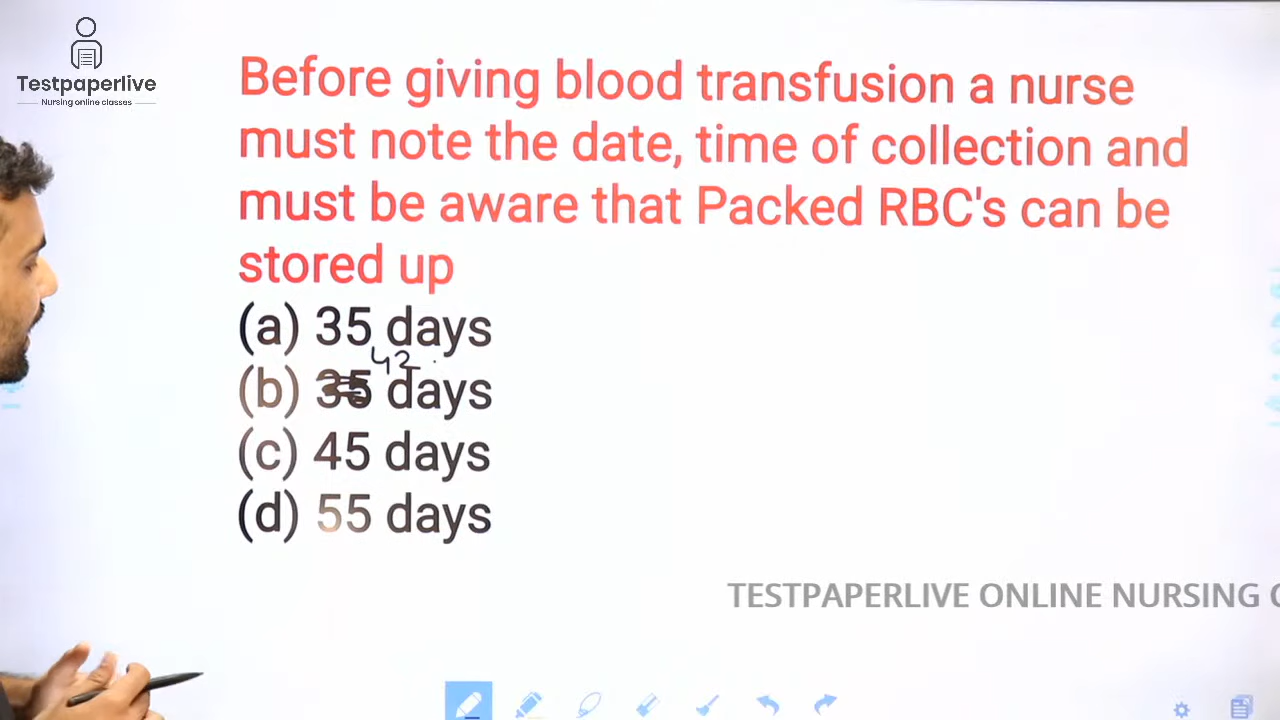 Testpaperlive
Nursing online classes
Before giving blood transfusion a nurse
must note the date, time of collection and
must be aware that Packed RBC's can be
stored up
(a) 35 days
42
(b) 35 days
(c) 45 days
(d) 55 days
TESTPAPERLIVE ONLINE NURSING C